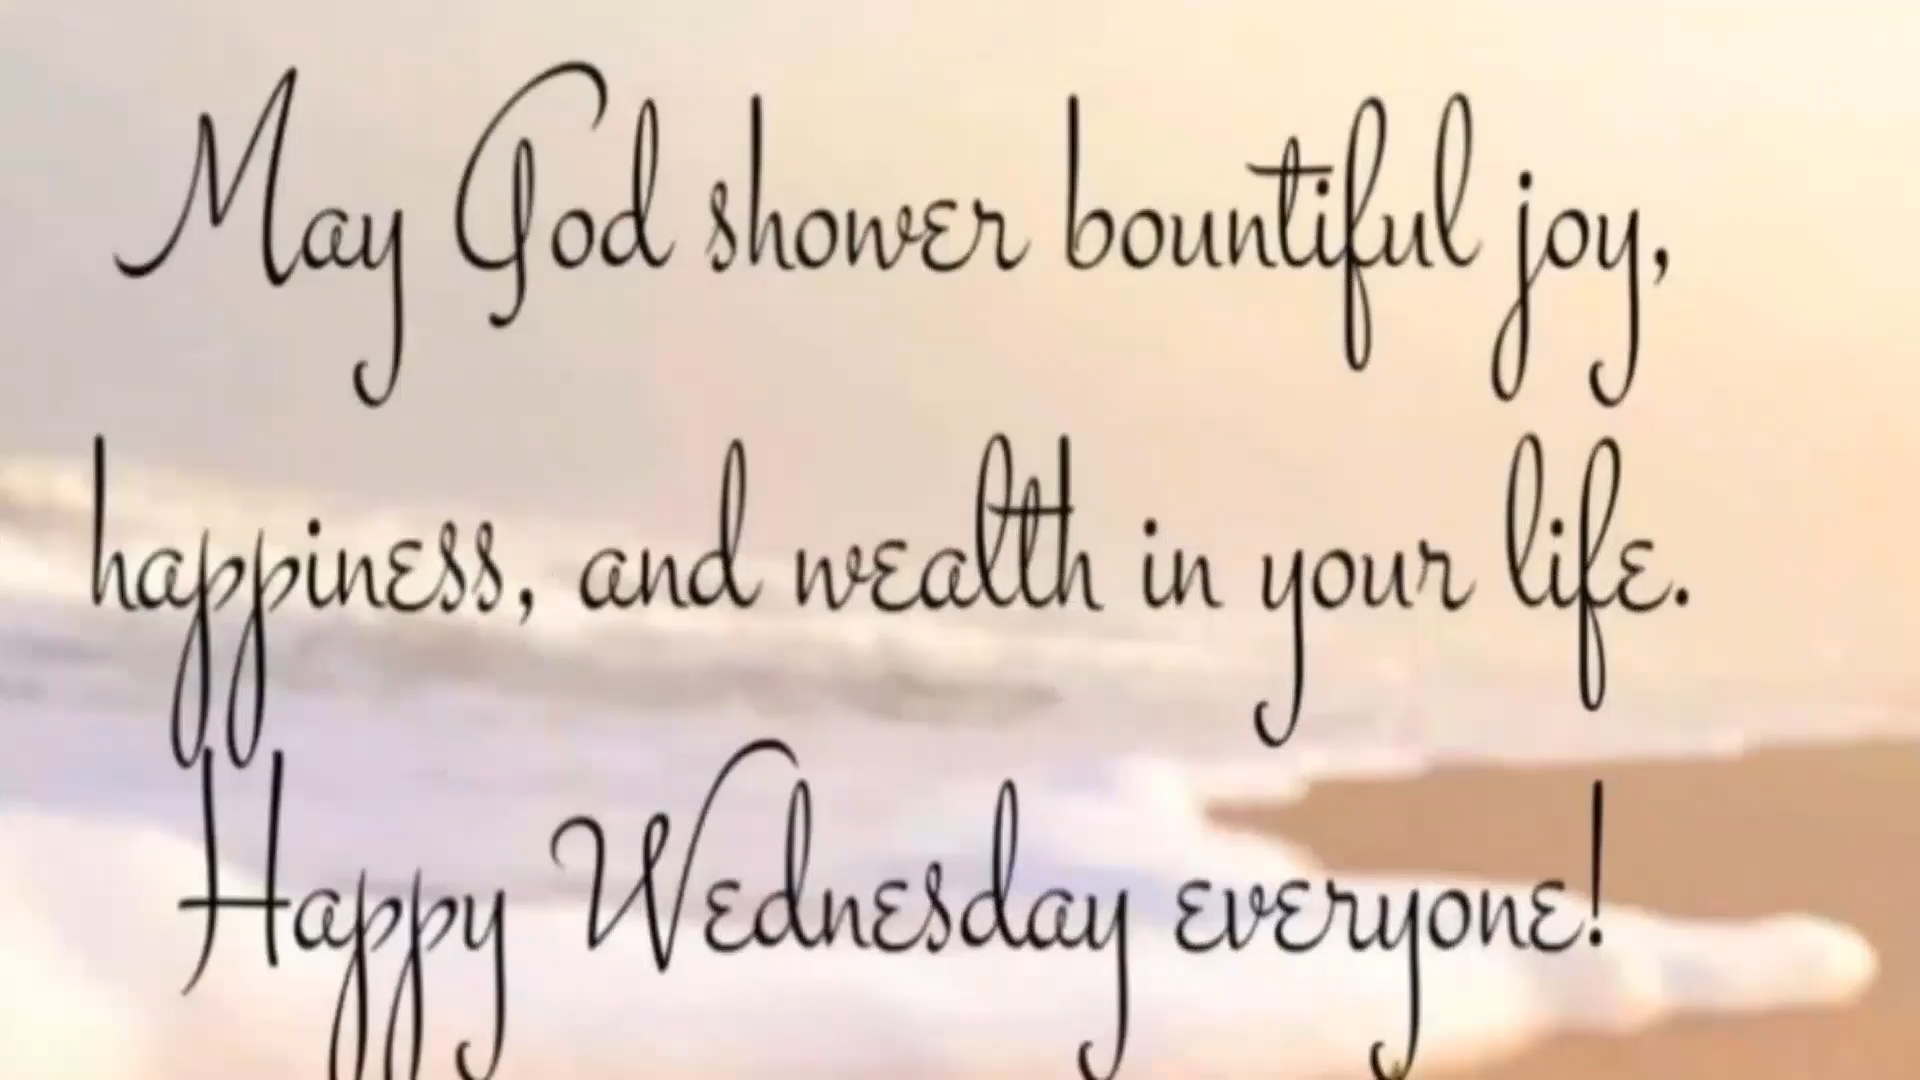 May God shower bountiful joy,
happiness, and wealth in your life.
Happy Wednesday everyone!